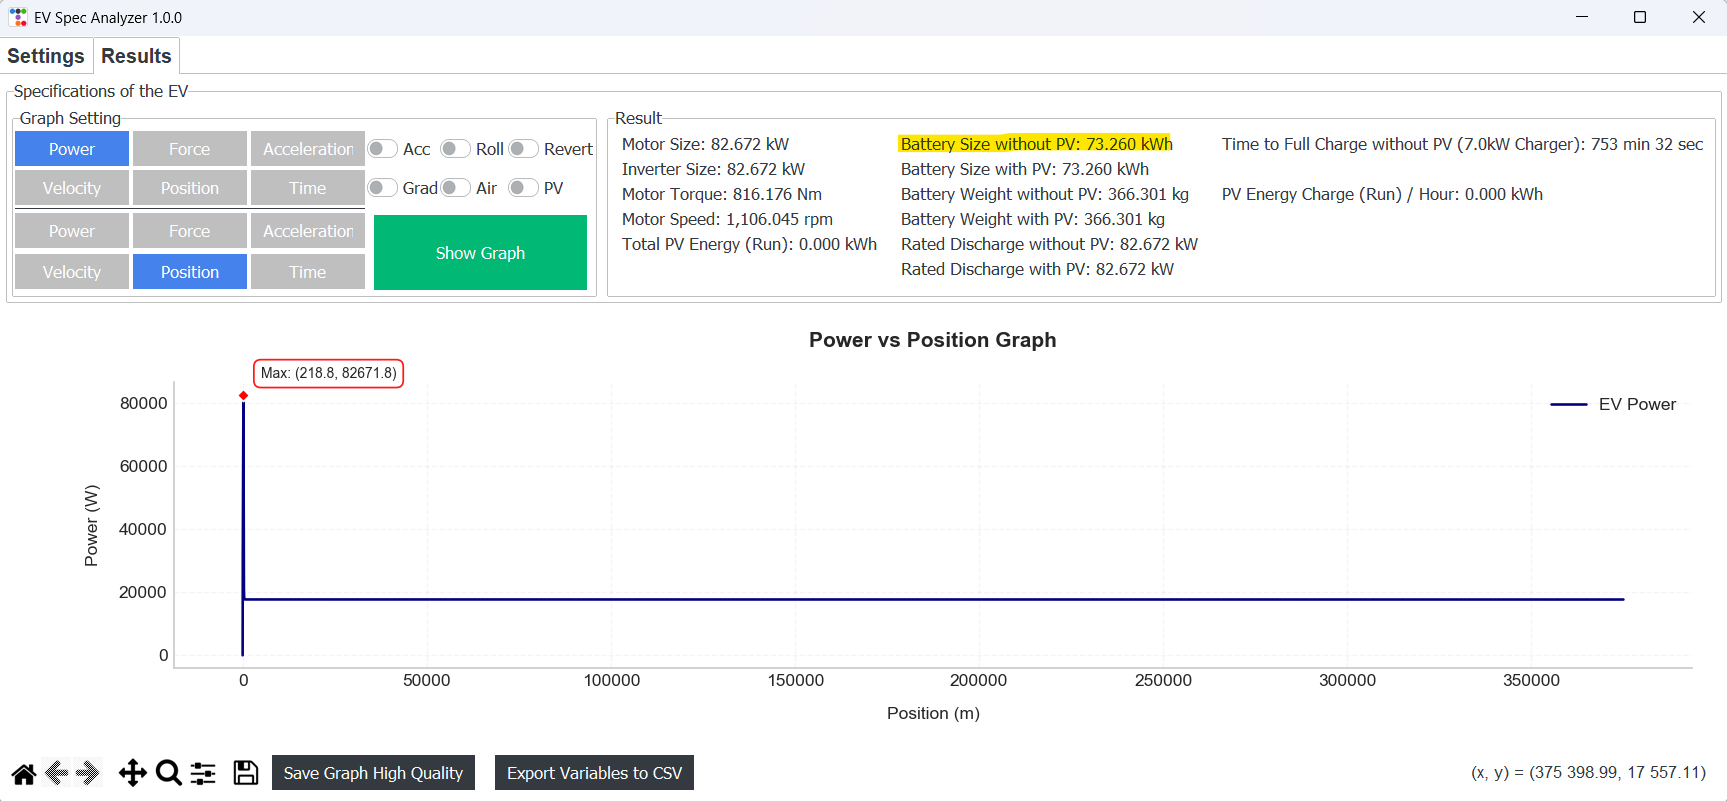 EV Spec Analyzer 1.0.0
Settings Results
Specifications of the EV
Graph Setting
Power Force Acceleration Acc Roll Revert
Velocity Position Time Grad Air PV
Power Force Acceleration
Velocity Position Time
Show Graph
Result
Motor Size: 82.672 kW
Inverter Size: 82.672 kW
Motor Torque: 816.176 Nm
Motor Speed: 1,106.045 rpm
Total PV Energy (Run): 0.000 kWh
Battery Size without PV: 73.260 kWh
Battery Size with PV: 73.260 kWh
Battery Weight without PV: 366.301 kg
Battery Weight with PV: 366.301 kg
Rated Discharge without PV: 82.672 kW
Rated Discharge with PV: 82.672 kW
Time to Full Charge without PV (7.0kW Charger): 753 min 32 sec
PV Energy Charge (Run) / Hour: 0.000 kWh
Power vs Position Graph
Max: (218.8, 82671.8)
EV Power
Power (W)
80000
60000
40000
20000
0
0 50000 100000 150000 200000 250000 300000 350000
Position (m)
Save Graph High Quality Export Variables to CSV (x, y) = (375 398.99, 17 557.11)